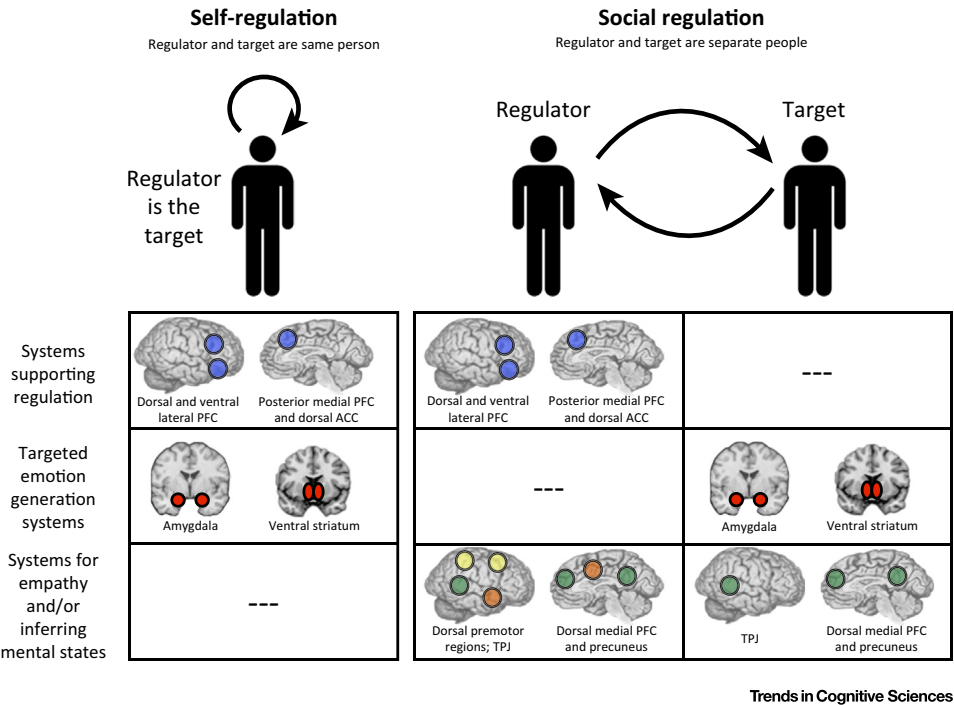 Self-regulation
Regulator and target are same person
Social regulation
Regulator and target are separate people
Regulator
is the
target
Regulator
Target
Systems
supporting
regulation
Dorsal and ventral
lateral PFC
Posterior medial PFC
and dorsal ACC
Dorsal and ventral
lateral PFC
Posterior medial PFC
and dorsal ACC
---
Targeted
emotion
generation
systems
Amygdala
Ventral striatum
---
Amygdala
Ventral striatum
Systems for
empathy
and/or
inferring
mental states
---
Dorsal premotor
regions; TPJ
Dorsal medial PFC
and precuneus
TPJ
Dorsal medial PFC
and precuneus
Trends in Cognitive Sciences